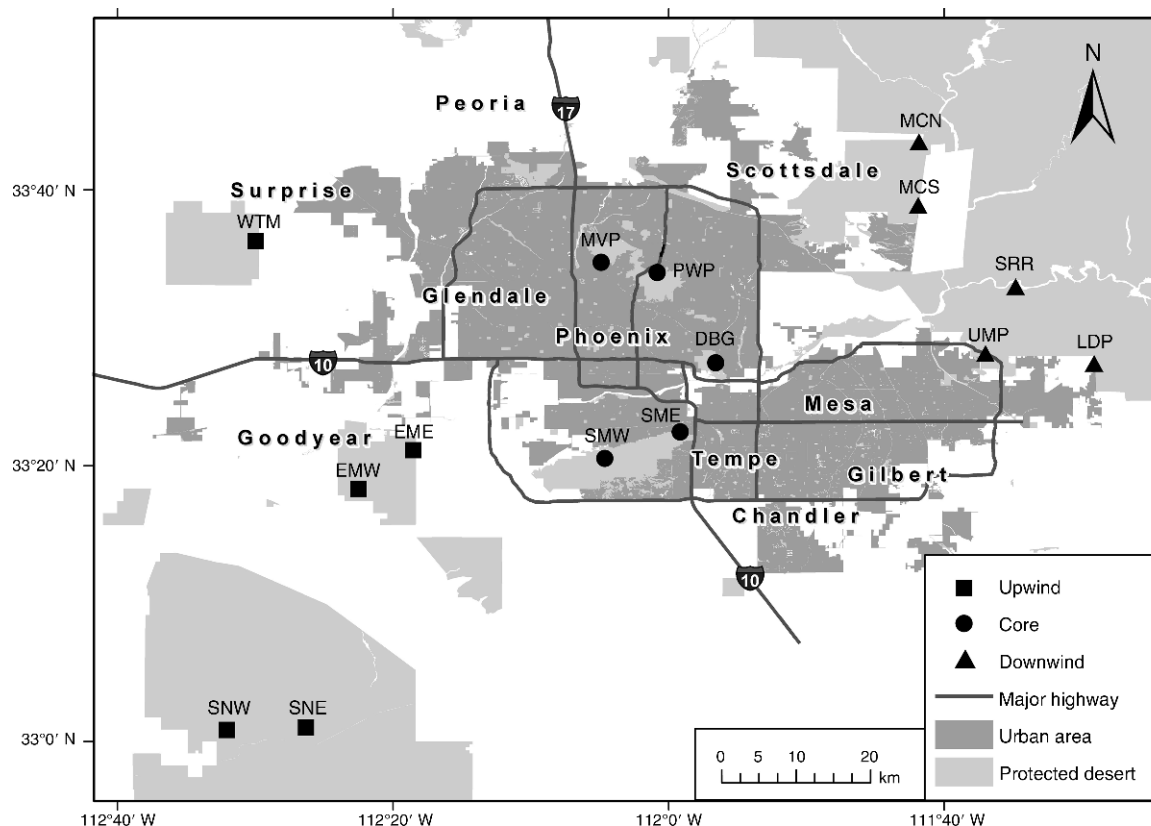 N
Peoria
17
MCN
Scottsdale
33°40′ N
Surprise
MCS
WTM
MVP
PWP
SRR
Glendale
Phoenix
DBG
UMP
LDP
10
Mesa
Goodyear
EME
SME
SMW
Tempe
EMW
33°20′ N
Gilbert
Chandler
10
Upwind
Core
Downwind
SNW
SNE
Major highway
33°0′ N
Urban area
0 5 10 20
km
Protected desert
112°40′ W
112°20′ W
112°0′ W
111°40′ W